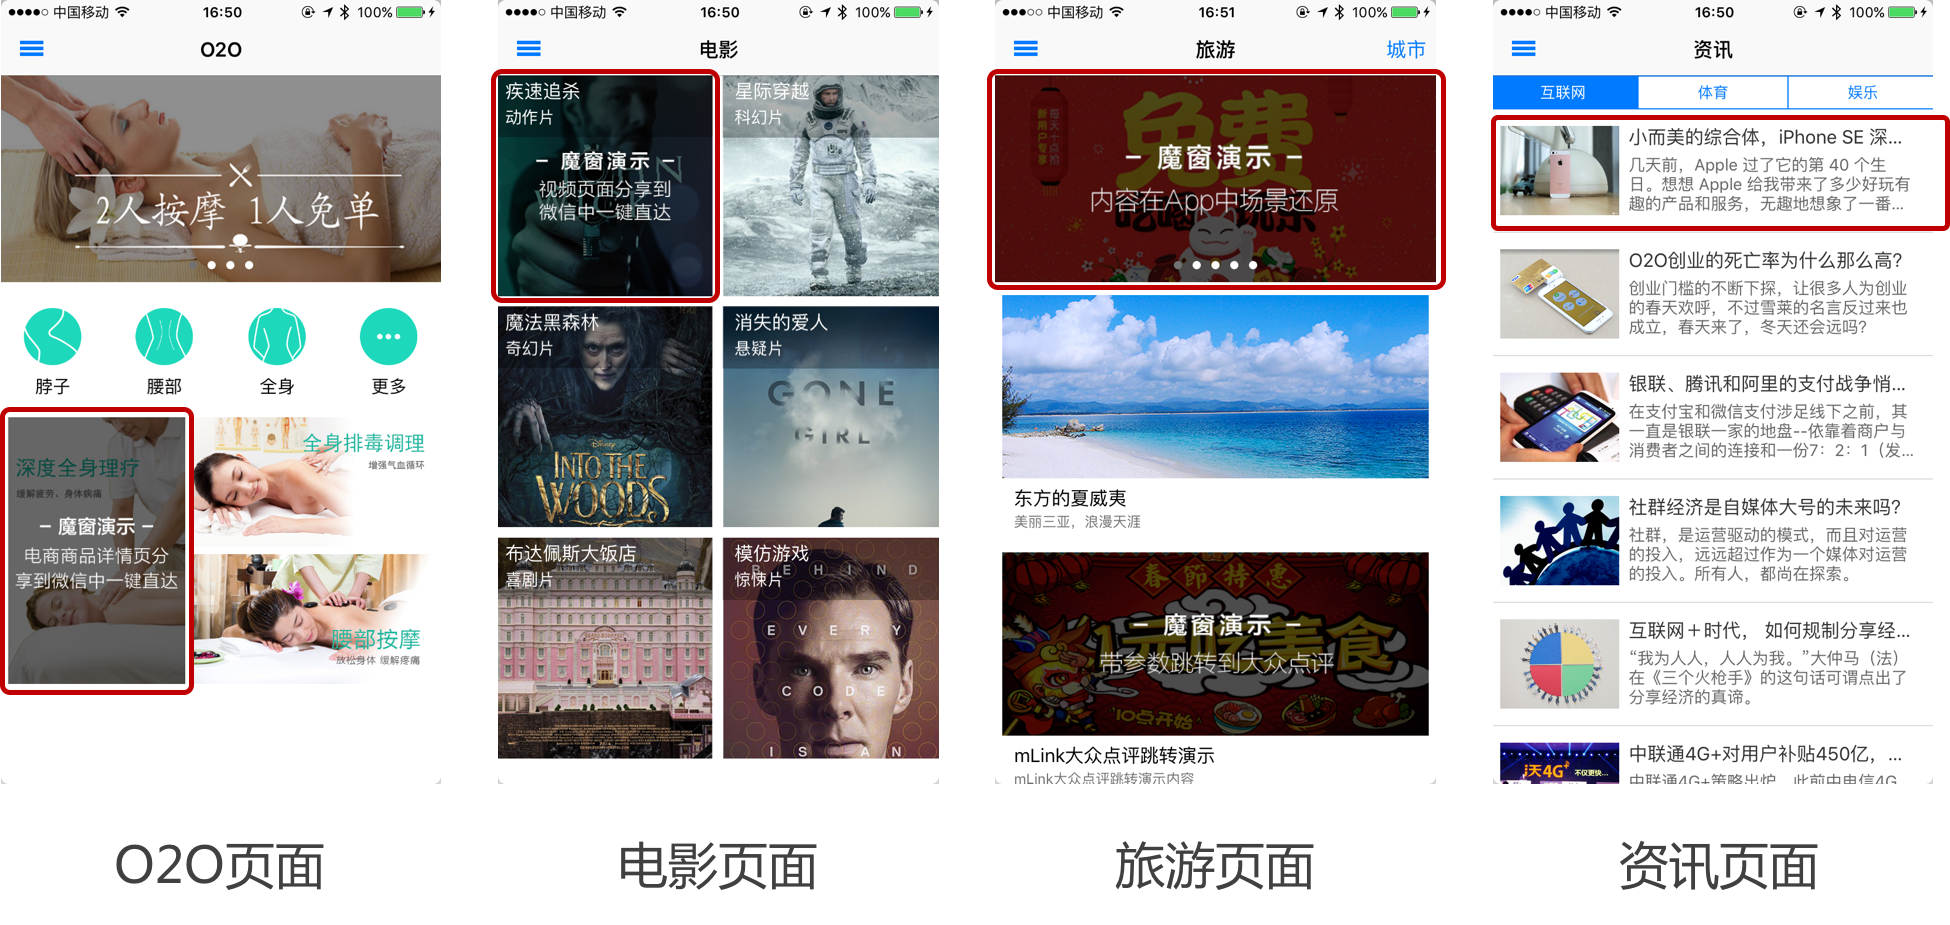 中国移动 16:50 100%
O2O
2人按摩 1人免单
脖子 腰部 全身 更多
深度全身理疗
缓解疲劳、身体病痛
– 魔窗演示 –
电商商品详情页分
享到微信中一键直达
全身排毒调理
增强气血循环
腰部按摩
放松身体 缓解疼痛
O2O页面
中国移动 16:50 100%
电影
疾速追杀
动作片
– 魔窗演示 –
视频页面分享到
微信中一键直达
星际穿越
科幻片
魔法黑森林
奇幻片
Disney
INTO THE
WOODS
消失的爱人
悬疑片
GONE
GIRL
布达佩斯大饭店
喜剧片
模仿游戏
惊悚片
BEHIND
EVERY
CODE
IS AN
电影页面
中国移动 16:51 100%
旅游 城市
免费
每天十点抢
新用户专享
– 魔窗演示 –
内容在App中场景还原
东方的夏威夷
美丽三亚，浪漫天涯
春節特惠
1元吃美食
– 魔窗演示 –
带参数跳转到大众点评
10点开始
mLink大众点评跳转演示
mLink大众点评跳转演示内容
旅游页面
中国移动 16:50 100%
资讯
互联网 体育 娱乐
小而美的综合体，iPhone SE 深...
几天前，Apple 过了它的第 40 个生
日。想想 Apple 给我带来了多少好玩有
趣的产品和服务，无趣地想象了一番...
O2O创业的死亡率为什么那么高?
创业门槛的不断下探，让很多人为创业
的春天欢呼，不过雪莱的名言反过来也
成立，春天来了，冬天还会远吗?
银联、腾讯和阿里的支付战争悄...
在支付宝和微信支付涉足线下之前，其
一直是银联一家的地盘--依靠着商户与
消费者之间的连接和一份7：2：1（发...
社群经济是自媒体大号的未来吗?
社群，是运营驱动的模式，而且对运营
的投入，远远超过作为一个媒体对运营
的投入。所有人，都尚在探索。
互联网＋时代， 如何规制分享经...
“我为人人，人人为我。”大仲马（法）
在《三个火枪手》的这句话可谓点出了
分享经济的真谛。
沃4G+ 不仅更快...
中联通4G+对用户补贴450亿，...
中联通4G+策略出炉，此前中电信4G
资讯页面